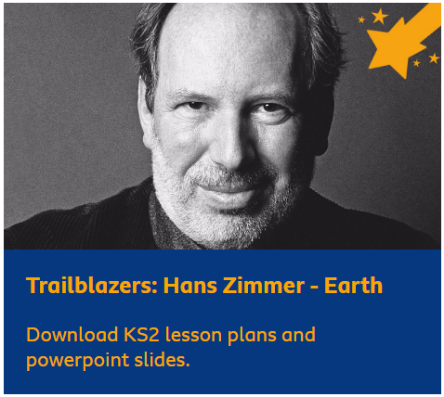 Trailblazers: Hans Zimmer - Earth
Download KS2 lesson plans and
powerpoint slides.